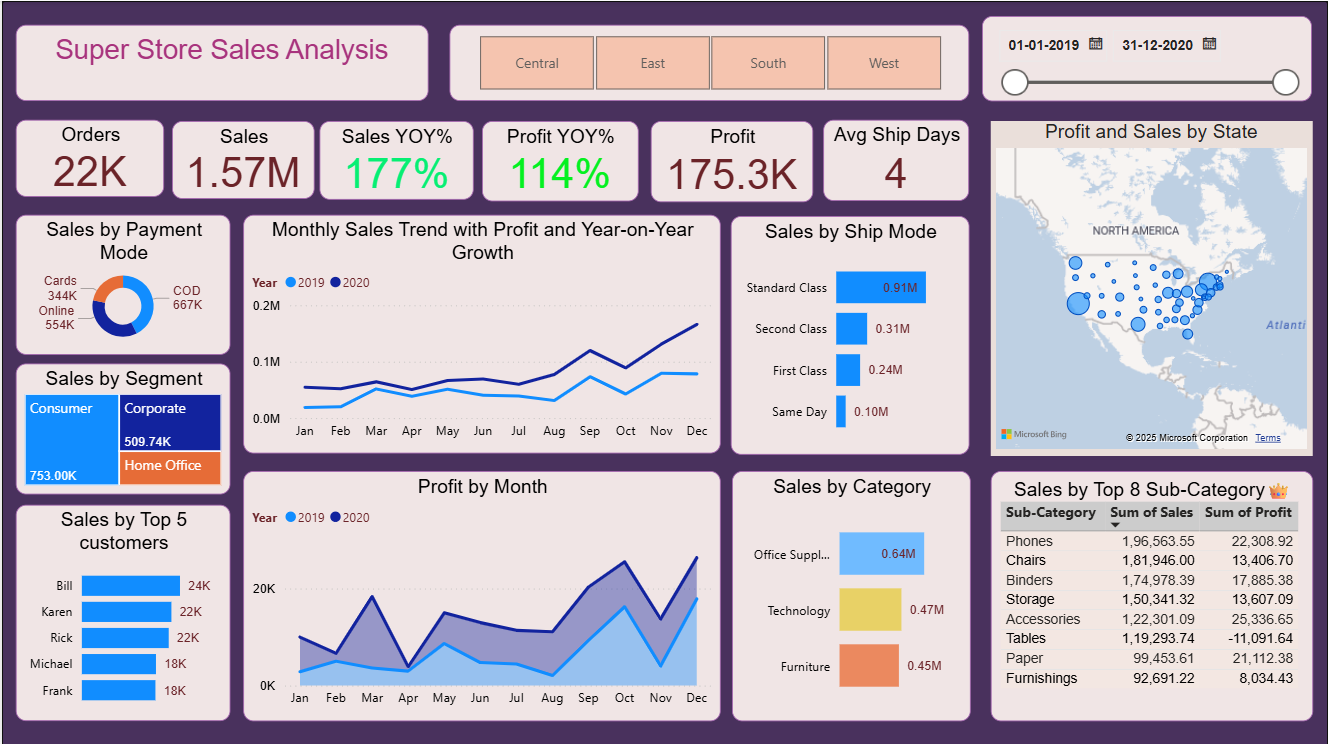 Super Store Sales Analysis
Central
East
South
West
01-01-2019
31-12-2020
Orders
22K
Sales
1.57M
Sales YOY%
177%
Profit YOY%
114%
Profit
175.3K
Avg Ship Days
4
Profit and Sales by State
NORTH AMERICA
Atlanti
Microsoft Bing
© 2025 Microsoft Corporation Terms
Sales by Payment
Mode
Cards
344K
Online
554K
COD
667K
Monthly Sales Trend with Profit and Year-on-Year
Growth
Year 2019 2020
0.2M
0.1M
0.0M
Jan Feb Mar Apr May Jun Jul Aug Sep Oct Nov Dec
Sales by Ship Mode
Standard Class 0.91M
Second Class 0.31M
First Class 0.24M
Same Day 0.10M
Sales by Segment
Consumer
753.00K
Corporate
509.74K
Home Office
Sales by Top 5
customers
Bill 24K
Karen 22K
Rick 22K
Michael 18K
Frank 18K
Profit by Month
Year 2019 2020
20K
0K
Jan Feb Mar Apr May Jun Jul Aug Sep Oct Nov Dec
Sales by Category
Office Suppl... 0.64M
Technology 0.47M
Furniture 0.45M
Sales by Top 8 Sub-Category
Sub-Category Sum of Sales Sum of Profit
Phones 1,96,563.55 22,308.92
Chairs 1,81,946.00 13,406.70
Binders 1,74,978.39 17,885.38
Storage 1,50,341.32 13,607.09
Accessories 1,22,301.09 25,336.65
Tables 1,19,293.74 -11,091.64
Paper 99,453.61 21,112.38
Furnishings 92,691.22 8,034.43